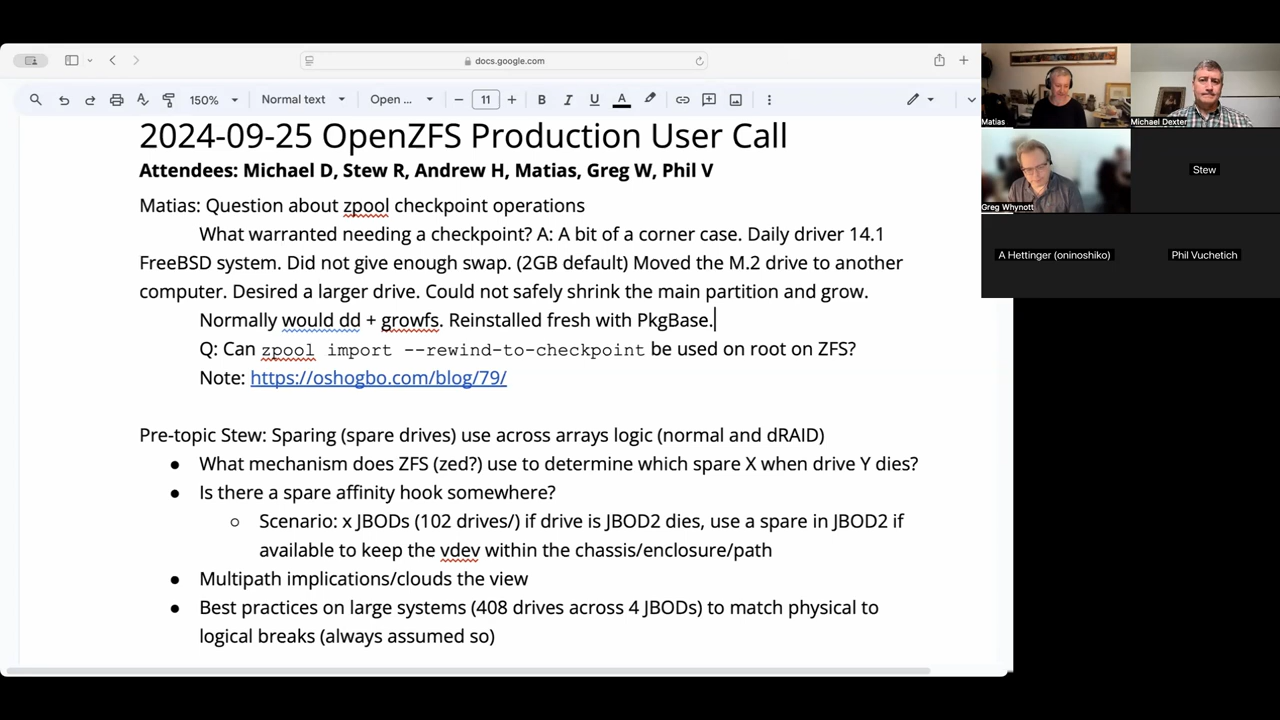 docs.google.com
150%
Normal text
Open ...
11
B
I
U
A
2024-09-25 OpenZFS Production User Call
Attendees: Michael D, Stew R, Andrew H, Matias, Greg W, Phil V
Matias: Question about zpool checkpoint operations
What warranted needing a checkpoint? A: A bit of a corner case. Daily driver 14.1
FreeBSD system. Did not give enough swap. (2GB default) Moved the M.2 drive to another
computer. Desired a larger drive. Could not safely shrink the main partition and grow.
Normally would dd + growfs. Reinstalled fresh with PkgBase.
Q: Can zpool import --rewind-to-checkpoint be used on root on ZFS?
Note: https://oshogbo.com/blog/79/
Pre-topic Stew: Sparing (spare drives) use across arrays logic (normal and dRAID)
● What mechanism does ZFS (zed?) use to determine which spare X when drive Y dies?
● Is there a spare affinity hook somewhere?
○ Scenario: x JBODs (102 drives/) if drive is JBOD2 dies, use a spare in JBOD2 if
available to keep the vdev within the chassis/enclosure/path
● Multipath implications/clouds the view
● Best practices on large systems (408 drives across 4 JBODs) to match physical to
logical breaks (always assumed so)
Matias
Michael Dexter
Greg Whynott
Stew
A Hettinger (oninoshiko)
Phil Vuchetich